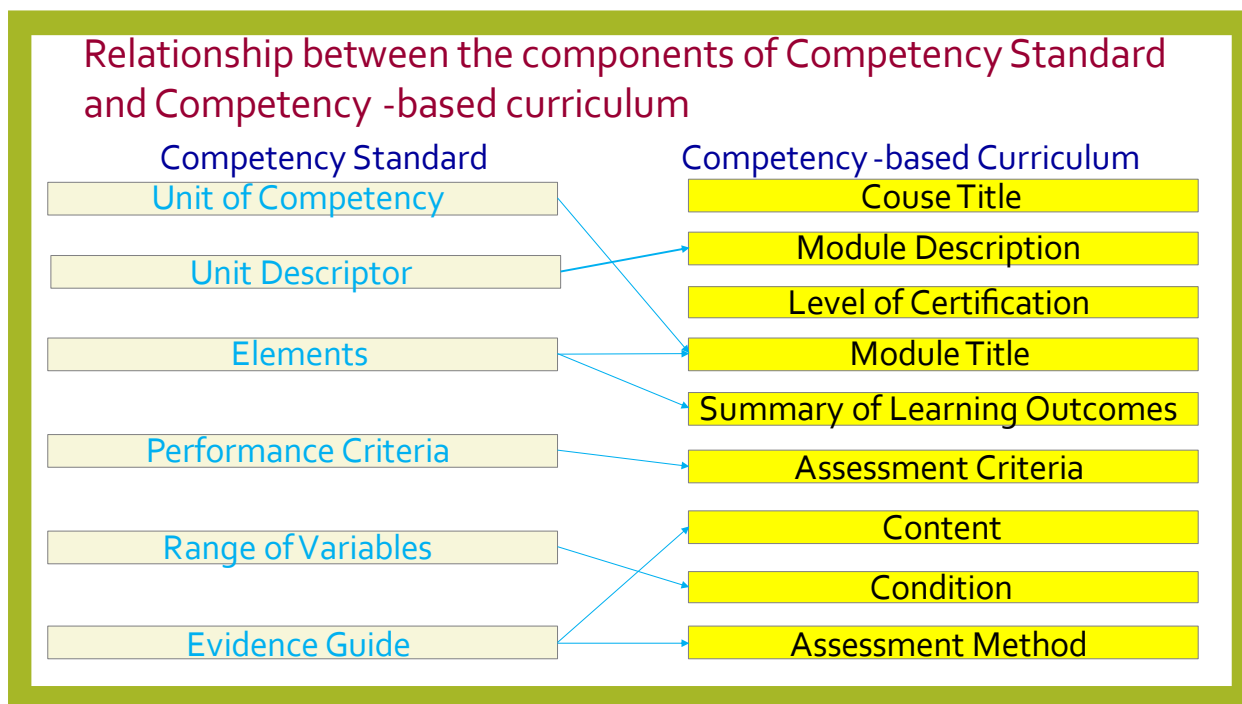 Relationship between the components of Competency Standard
and Competency -based curriculum
Competency Standard
Unit of Competency
Unit Descriptor
Elements
Performance Criteria
Range of Variables
Evidence Guide
Competency-based Curriculum
Couse Title
Module Description
Level of Certification
Module Title
Summary of Learning Outcomes
Assessment Criteria
Content
Condition
Assessment Method